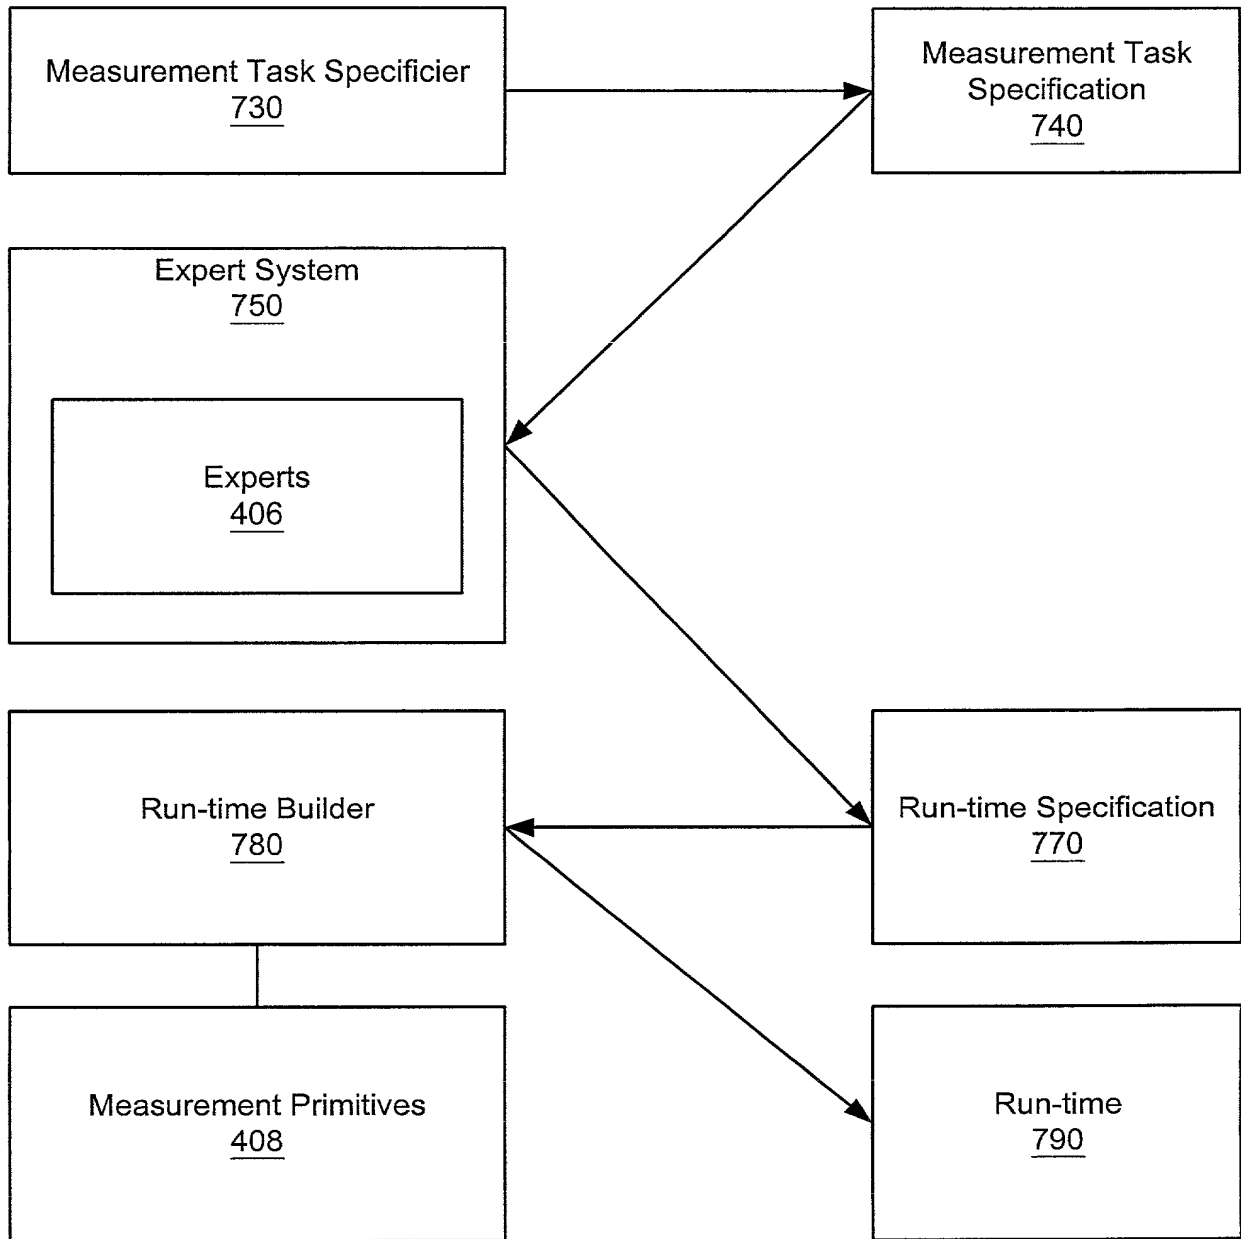 Measurement Task Specificier
730
Measurement Task
Specification
740
Expert System
750
Experts
406
Run-time Builder
780
Run-time Specification
770
Measurement Primitives
408
Run-time
790